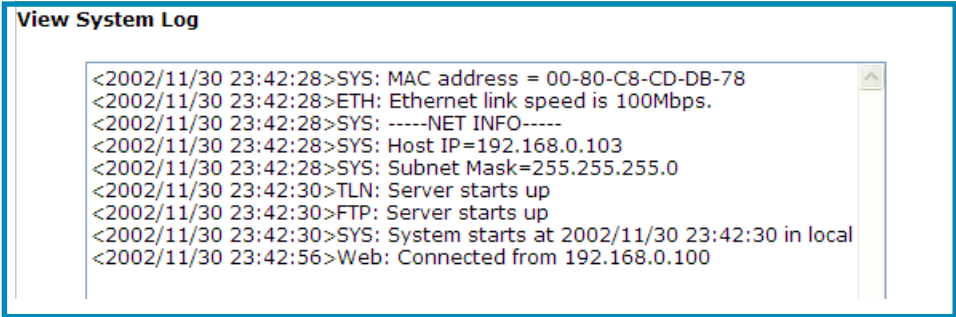 View System Log
<2002/11/30 23:42:28>SYS: MAC address = 00-80-C8-CD-DB-78
<2002/11/30 23:42:28>ETH: Ethernet link speed is 100Mbps.
<2002/11/30 23:42:28>SYS: -----NET INFO-----
<2002/11/30 23:42:28>SYS: Host IP=192.168.0.103
<2002/11/30 23:42:28>SYS: Subnet Mask=255.255.255.0
<2002/11/30 23:42:30>TLN: Server starts up
<2002/11/30 23:42:30>FTP: Server starts up
<2002/11/30 23:42:30>SYS: System starts at 2002/11/30 23:42:30 in local
<2002/11/30 23:42:56>Web: Connected from 192.168.0.100